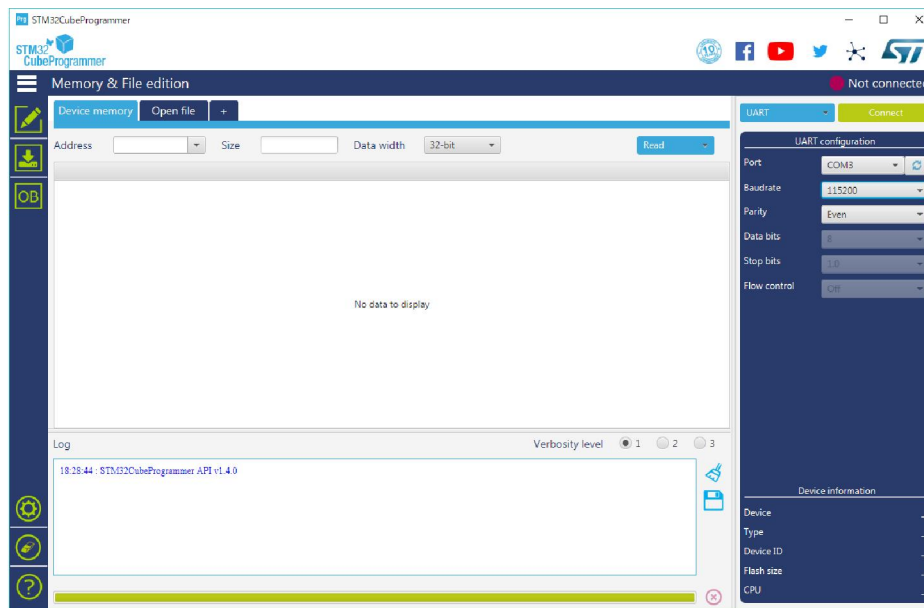 Prg STM32CubeProgrammer
STM32
CubeProgrammer
Memory & File edition
Not connected
Device memory
Open file
+
UART
Connect
Address
Size
Data width
32-bit
Read
UART configuration
Port
COM3
Baudrate
115200
Parity
Even
Data bits
8
Stop bits
1.0
Flow control
Off
OB
No data to display
Log
Verbosity level
1
2
3
18:28:44 : STM32CubeProgrammer API v1.4.0
Device information
Device
Type
Device ID
Flash size
CPU
?